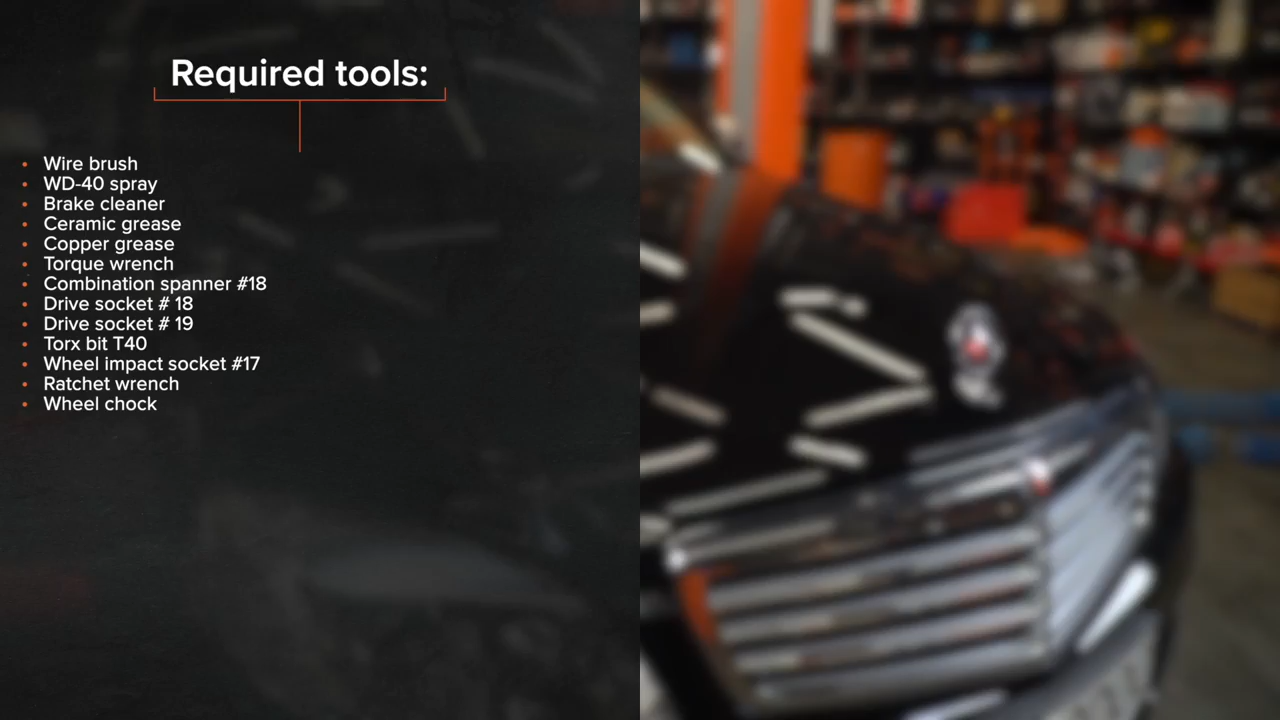 Required tools:
• Wire brush
• WD-40 spray
• Brake cleaner
• Ceramic grease
• Copper grease
• Torque wrench
• Combination spanner #18
• Drive socket # 18
• Drive socket # 19
• Torx bit T40
• Wheel impact socket #17
• Ratchet wrench
• Wheel chock